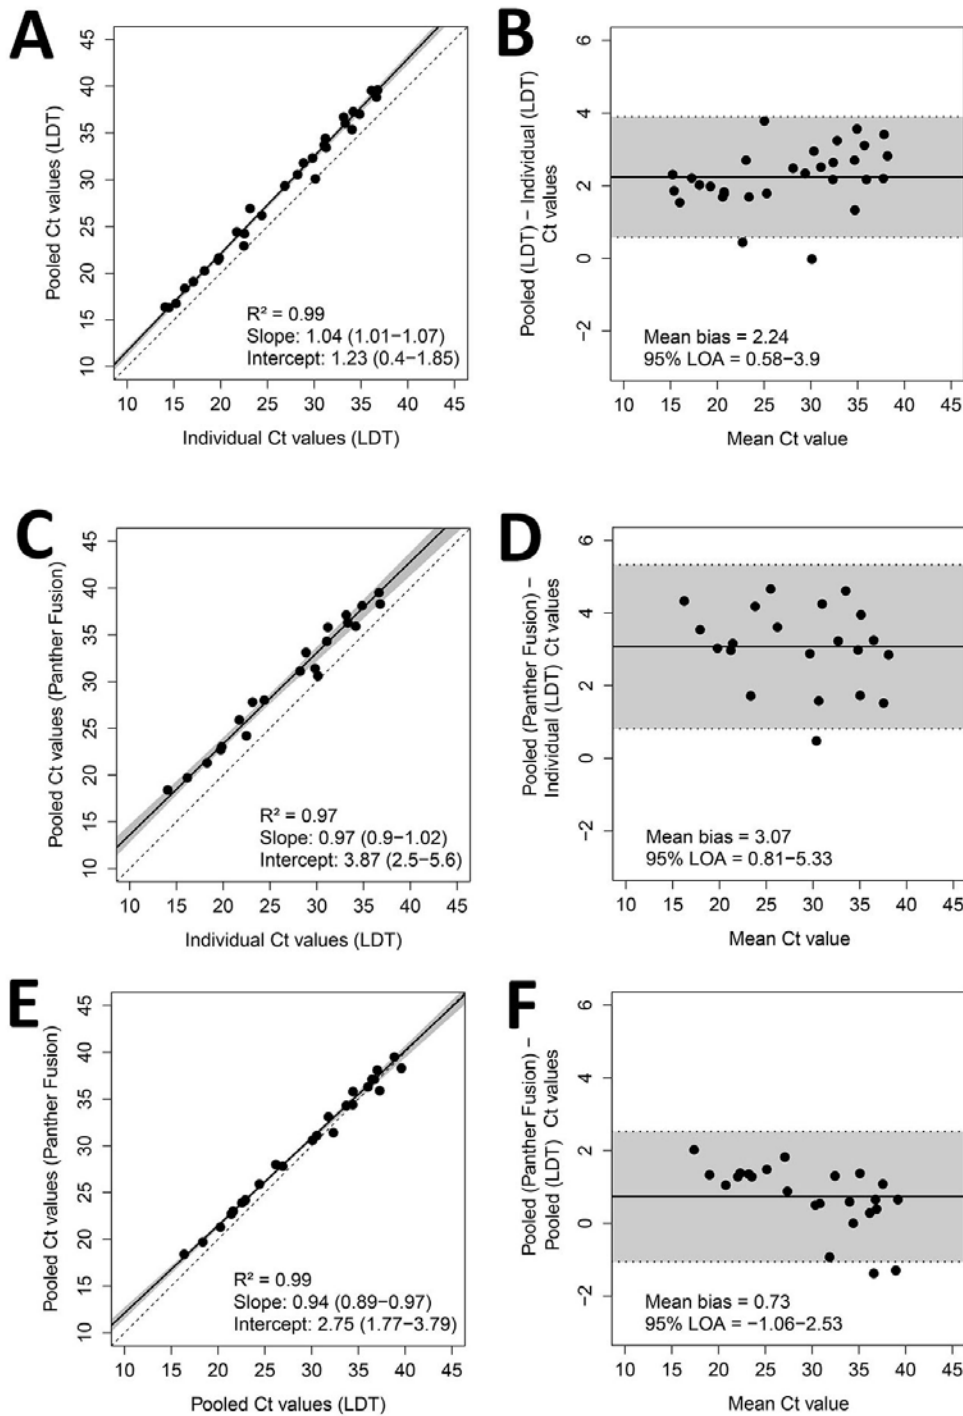 A
Pooled Ct values (LDT)
45
40
35
30
25
20
15
10
R² = 0.99
Slope: 1.04 (1.01−1.07)
Intercept: 1.23 (0.4−1.85)
10 15 20 25 30 35 40 45
Individual Ct values (LDT)
B
Pooled (LDT) − Individual (LDT)
Ct values
6
4
2
0
−2
Mean bias = 2.24
95% LOA = 0.58−3.9
10 15 20 25 30 35 40 45
Mean Ct value
C
Pooled Ct values (Panther Fusion)
45
40
35
30
25
20
15
10
R² = 0.97
Slope: 0.97 (0.9−1.02)
Intercept: 3.87 (2.5−5.6)
10 15 20 25 30 35 40 45
Individual Ct values (LDT)
D
Pooled (Panther Fusion) −
Individual (LDT) Ct values
6
4
2
0
−2
Mean bias = 3.07
95% LOA = 0.81−5.33
10 15 20 25 30 35 40 45
Mean Ct value
E
Pooled Ct values (Panther Fusion)
45
40
35
30
25
20
15
10
R² = 0.99
Slope: 0.94 (0.89−0.97)
Intercept: 2.75 (1.77−3.79)
10 15 20 25 30 35 40 45
Pooled Ct values (LDT)
F
Pooled (Panther Fusion) −
Pooled (LDT) Ct values
6
4
2
0
−2
Mean bias = 0.73
95% LOA = −1.06−2.53
10 15 20 25 30 35 40 45
Mean Ct value